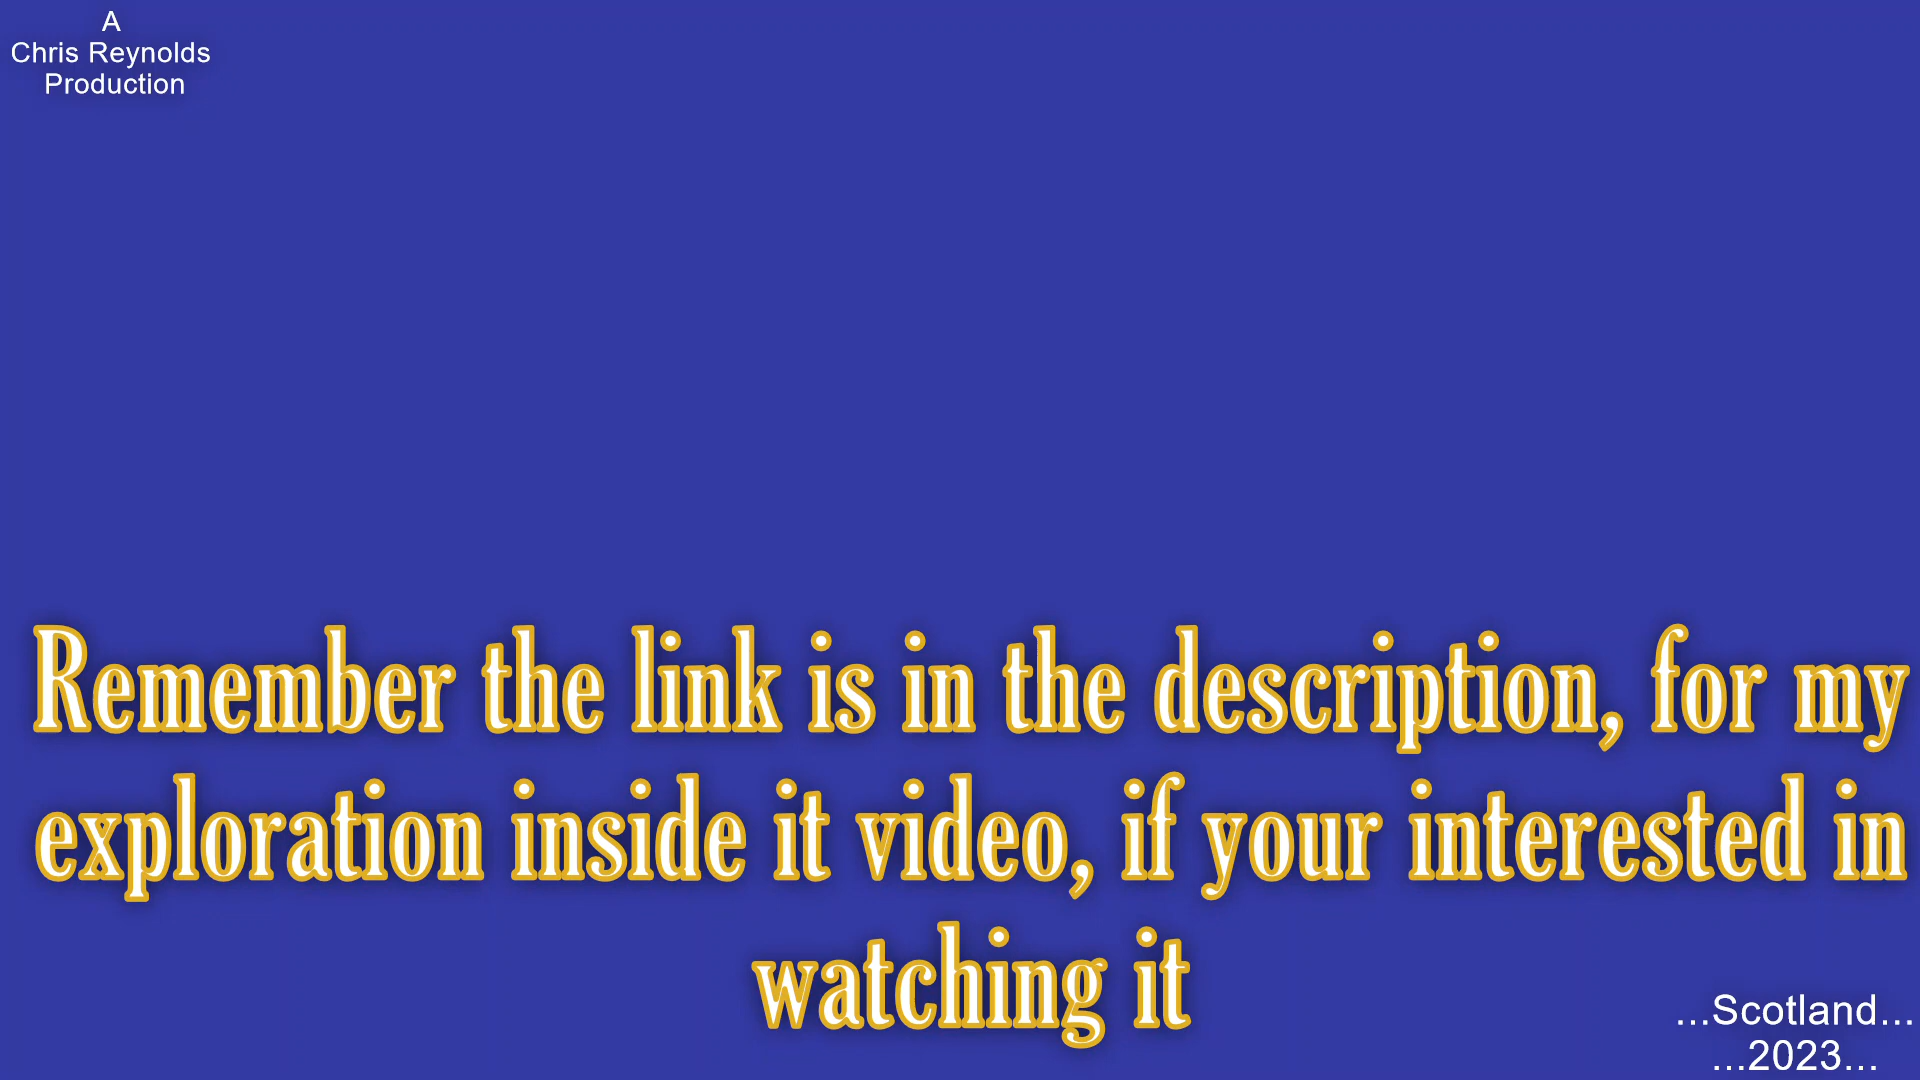 A
Chris Reynolds
Production
Remember the link is in the description, for my
exploration inside it video, if your interested in
watching it
...Scotland...
...2023...